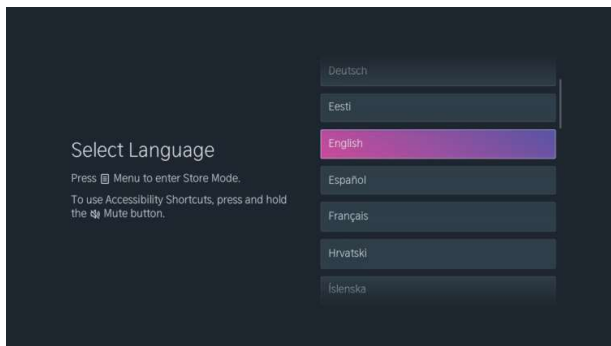 Select Language
Press Menu to enter Store Mode.
To use Accessibility Shortcuts, press and hold
the Mute button.
Deutsch
Eesti
English
Español
Français
Hrvatski
Íslenska